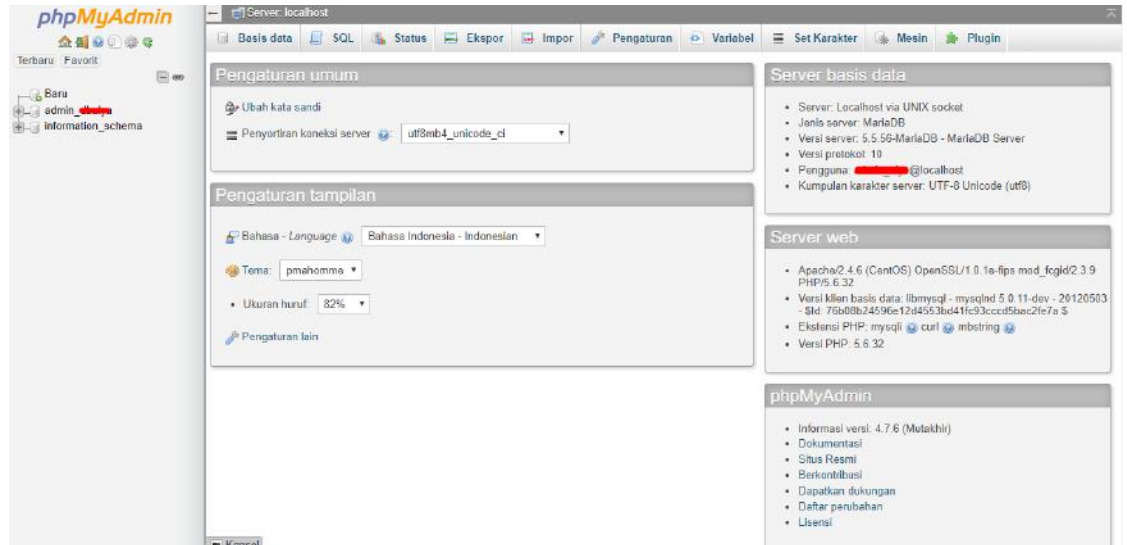 phpMyAdmin
Terbaru Favorit
Baru
admin_
information_schema
Server: localhost
Basis data SQL Status Ekspor Impor Pengaturan Variabel Set Karakter Mesin Plugin
Pengaturan umum
Ubah kata sandi
Penyortiran koneksi server : utf8mb4_unicode_ci
Pengaturan tampilan
Bahasa - Language Bahasa Indonesia - Indonesian
Tema: pmahomme
Ukuran huruf: 82%
Pengaturan lain
Server basis data
Server: Localhost via UNIX socket
Jenis server: MariaDB
Versi server: 5.5.56-MariaDB - MariaDB Server
Versi protokol: 10
Pengguna: @localhost
Kumpulan karakter server: UTF-8 Unicode (utf8)
Server web
Apache/2.4.6 (CentOS) OpenSSL/1.0.1e-fips mod_fcgid/2.3.9
PHP/5.6.32
Versi klien basis data: libmysql - mysqlnd 5.0.11-dev - 20120503
- $Id: 76b08b24596e12d4553bd41fc93cccd5bac2fe7a $
Ekstensi PHP: mysqli curl mbstring
Versi PHP: 5.6.32
phpMyAdmin
Informasi versi: 4.7.6 (Mutakhir)
Dokumentasi
Situs Resmi
Berkontribusi
Dapatkan dukungan
Daftar perubahan
Lisensi
Konsol